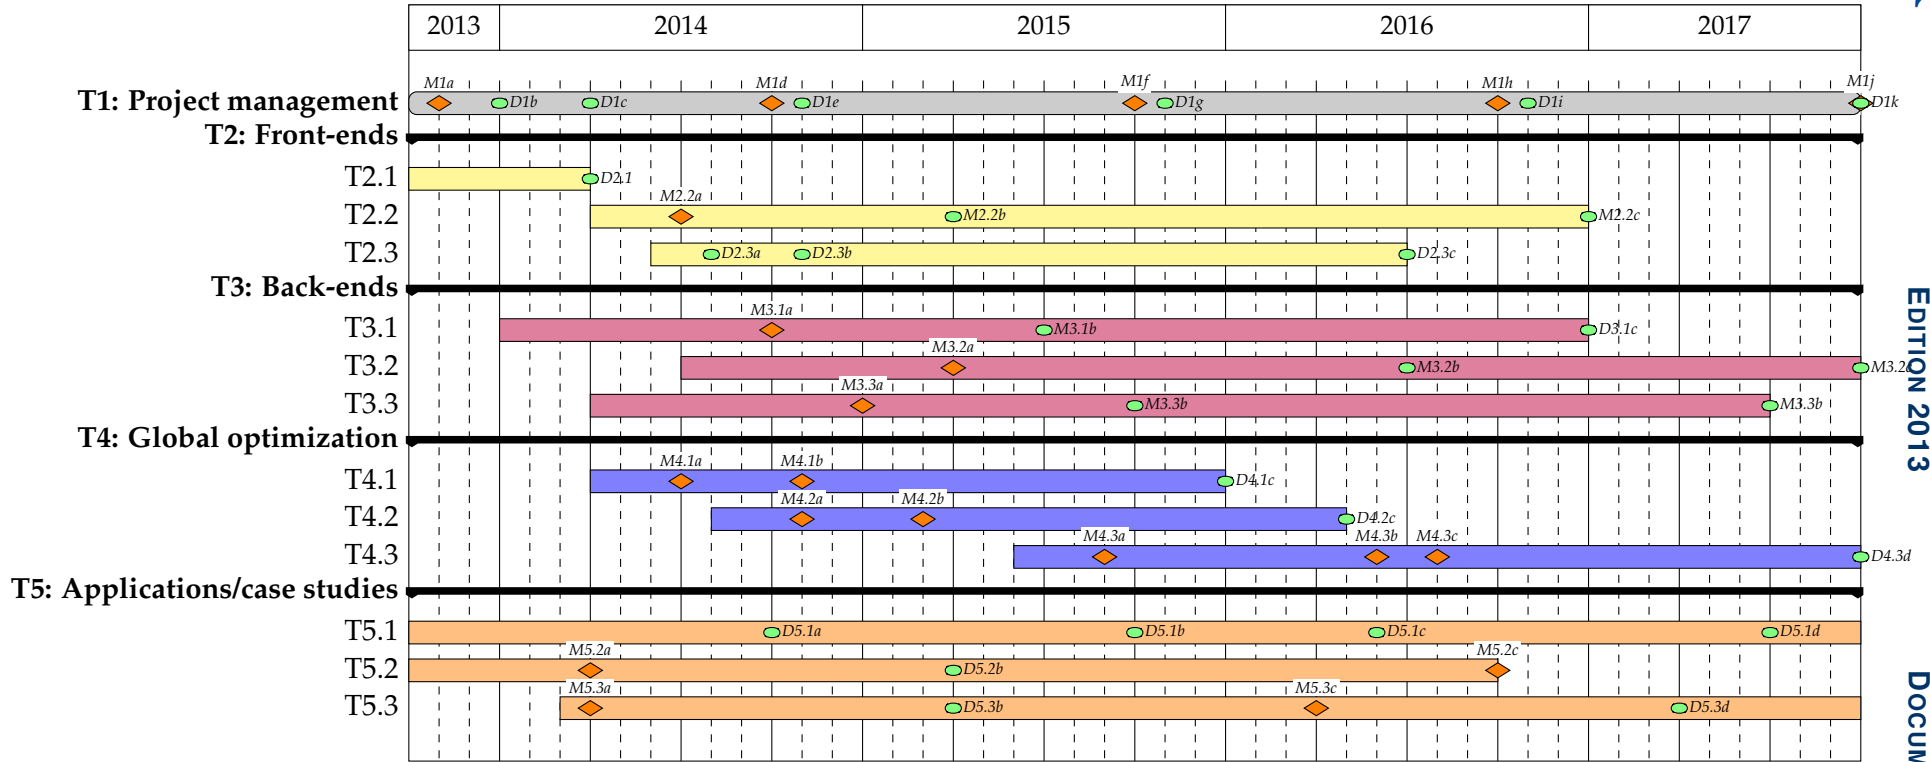 2013 2014 2015 2016 2017
M1a M1d M1f M1h M1j
T1: Project management D1b D1c D1e D1g D1i D1k
T2: Front-ends
T2.1 D2.1
M2.2a
T2.2 M2.2b M2.2c
T2.3 D2.3a D2.3b D2.3c
T3: Back-ends
M3.1a
T3.1 M3.1b D3.1c
M3.2a
T3.2 M3.2b
M3.3a
T3.3 M3.3b M3.3b
T4: Global optimization
M4.1a M4.1b
T4.1 D4.1c
M4.2a M4.2b
T4.2 D4.2c
M4.3a M4.3b M4.3c
T4.3 D4.3d
T5: Applications/case studies
T5.1 D5.1a D5.1b D5.1c D5.1d
M5.2a M5.2c
T5.2 D5.2b
M5.3a M5.3c
T5.3 D5.3b D5.3d
EDITION 2013